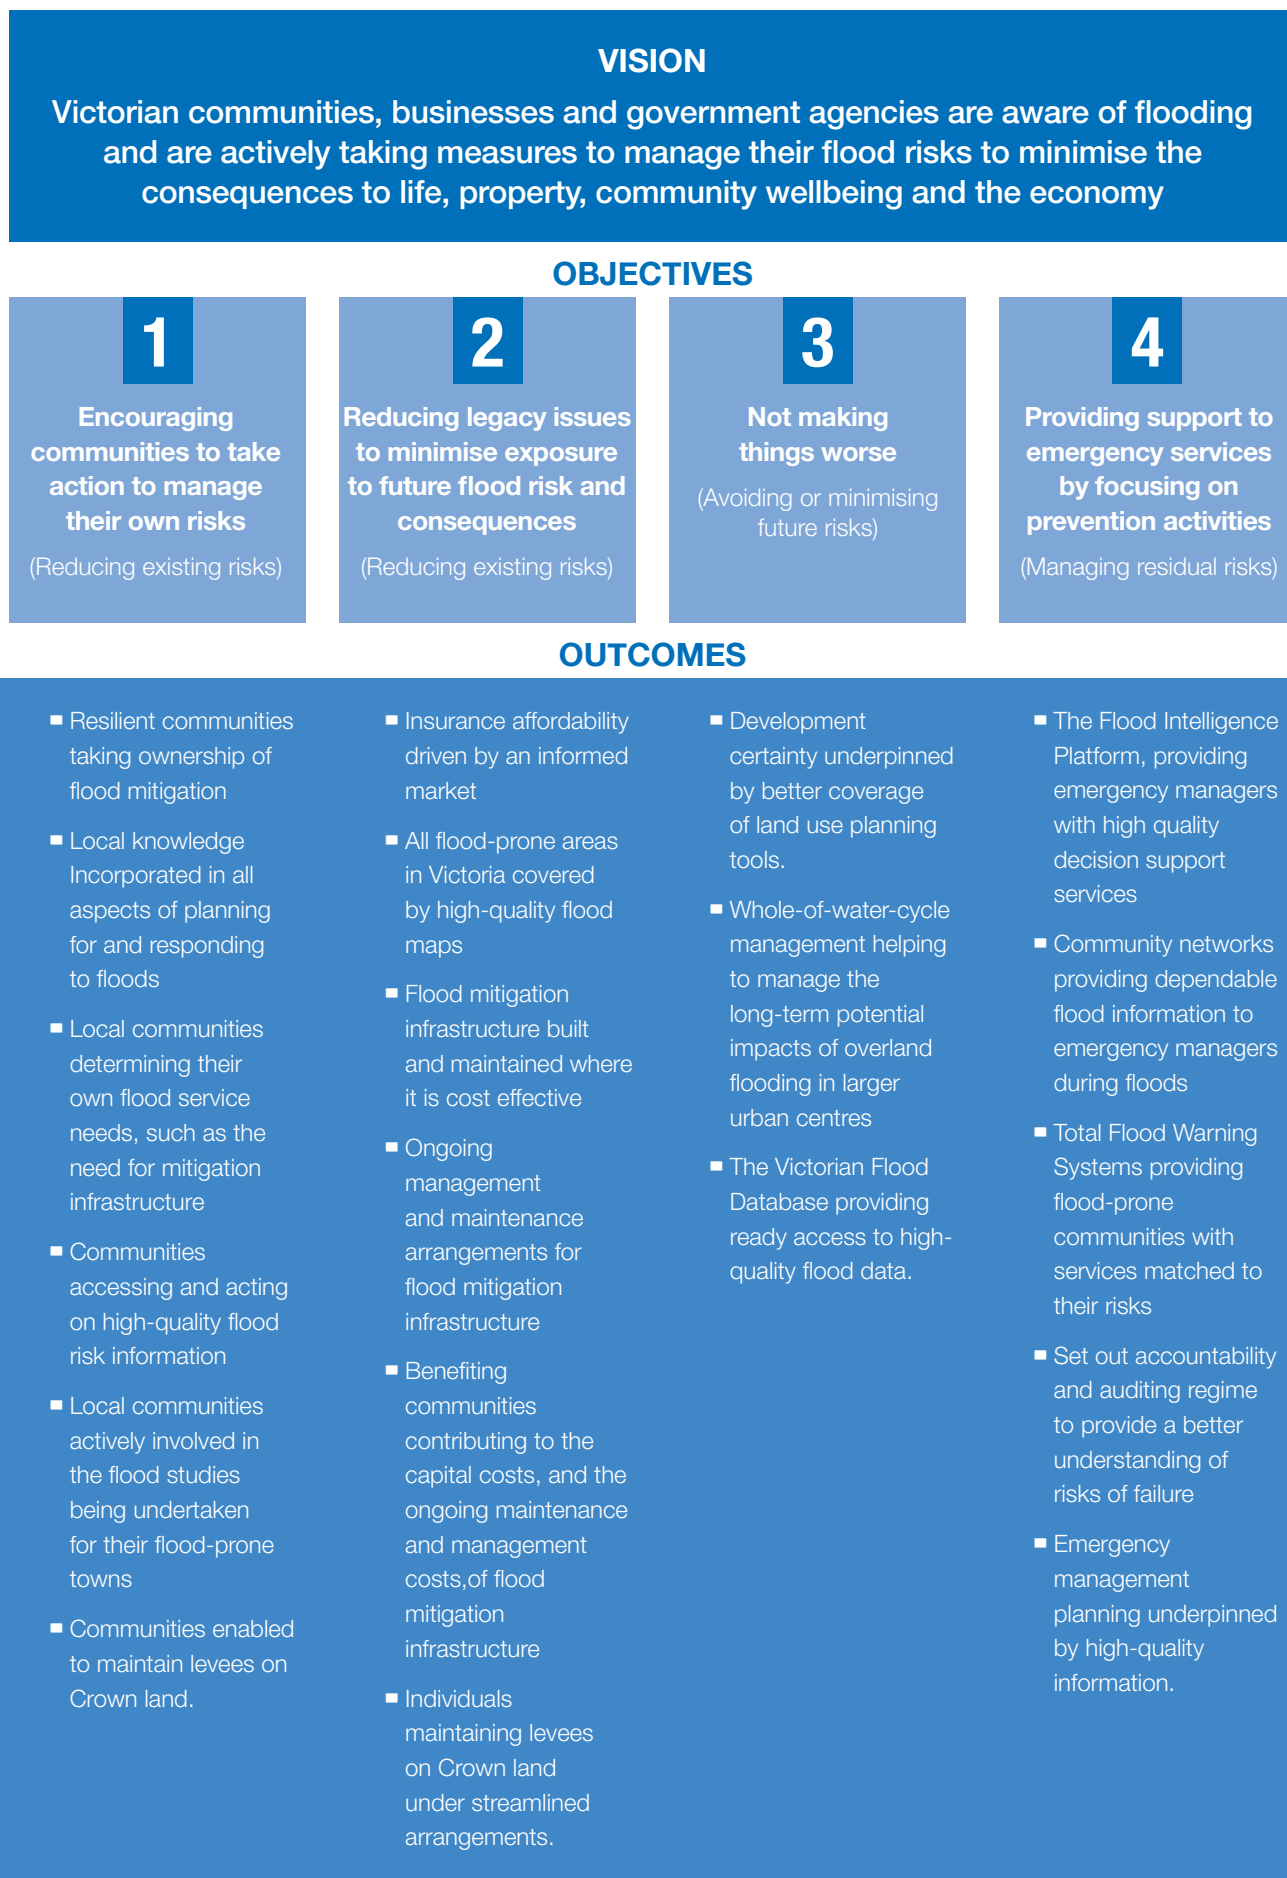 VISION
Victorian communities, businesses and government agencies are aware of flooding
and are actively taking measures to manage their flood risks to minimise the
consequences to life, property, community wellbeing and the economy
OBJECTIVES
1
Encouraging
communities to take
action to manage
their own risks
(Reducing existing risks)
2
Reducing legacy issues
to minimise exposure
to future flood risk and
consequences
(Reducing existing risks)
3
Not making
things worse
(Avoiding or minimising
future risks)
4
Providing support to
emergency services
by focusing on
prevention activities
(Managing residual risks)
OUTCOMES
Resilient communities
taking ownership of
flood mitigation
Local knowledge
Incorporated in all
aspects of planning
for and responding
to floods
Local communities
determining their
own flood service
needs, such as the
need for mitigation
infrastructure
Communities
accessing and acting
on high-quality flood
risk information
Local communities
actively involved in
the flood studies
being undertaken
for their flood-prone
towns
Communities enabled
to maintain levees on
Crown land.
Insurance affordability
driven by an informed
market
All flood-prone areas
in Victoria covered
by high-quality flood
maps
Flood mitigation
infrastructure built
and maintained where
it is cost effective
Ongoing
management
and maintenance
arrangements for
flood mitigation
infrastructure
Benefiting
communities
contributing to the
capital costs, and the
ongoing maintenance
and management
costs,of flood
mitigation
infrastructure
Individuals
maintaining levees
on Crown land
under streamlined
arrangements.
Development
certainty underpinned
by better coverage
of land use planning
tools.
Whole-of-water-cycle
management helping
to manage the
long-term potential
impacts of overland
flooding in larger
urban centres
The Victorian Flood
Database providing
ready access to high-
quality flood data.
The Flood Intelligence
Platform, providing
emergency managers
with high quality
decision support
services
Community networks
providing dependable
flood information to
emergency managers
during floods
Total Flood Warning
Systems providing
flood-prone
communities with
services matched to
their risks
Set out accountability
and auditing regime
to provide a better
understanding of
risks of failure
Emergency
management
planning underpinned
by high-quality
information.